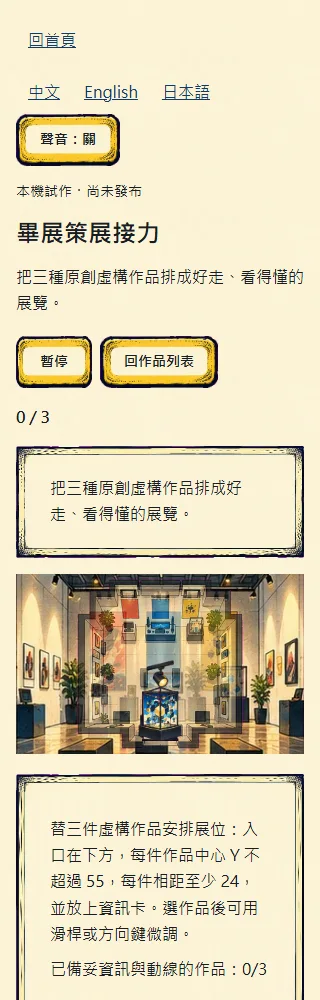 回首頁
中文 English 日本語
聲音：關
本機試作・尚未發布
畢展策展接力
把三種原創虛構作品排成好走、看得懂的
展覽。
暫停 回作品列表
0 / 3
把三種原創虛構作品排成好
走、看得懂的展覽。
替三件虛構作品安排展位：入
口在下方，每件作品中心 Y 不
超過 55，每件相距至少 24，
並放上資訊卡。選作品後可用
滑桿或方向鍵微調。
已備妥資訊與動線的作品：0/3